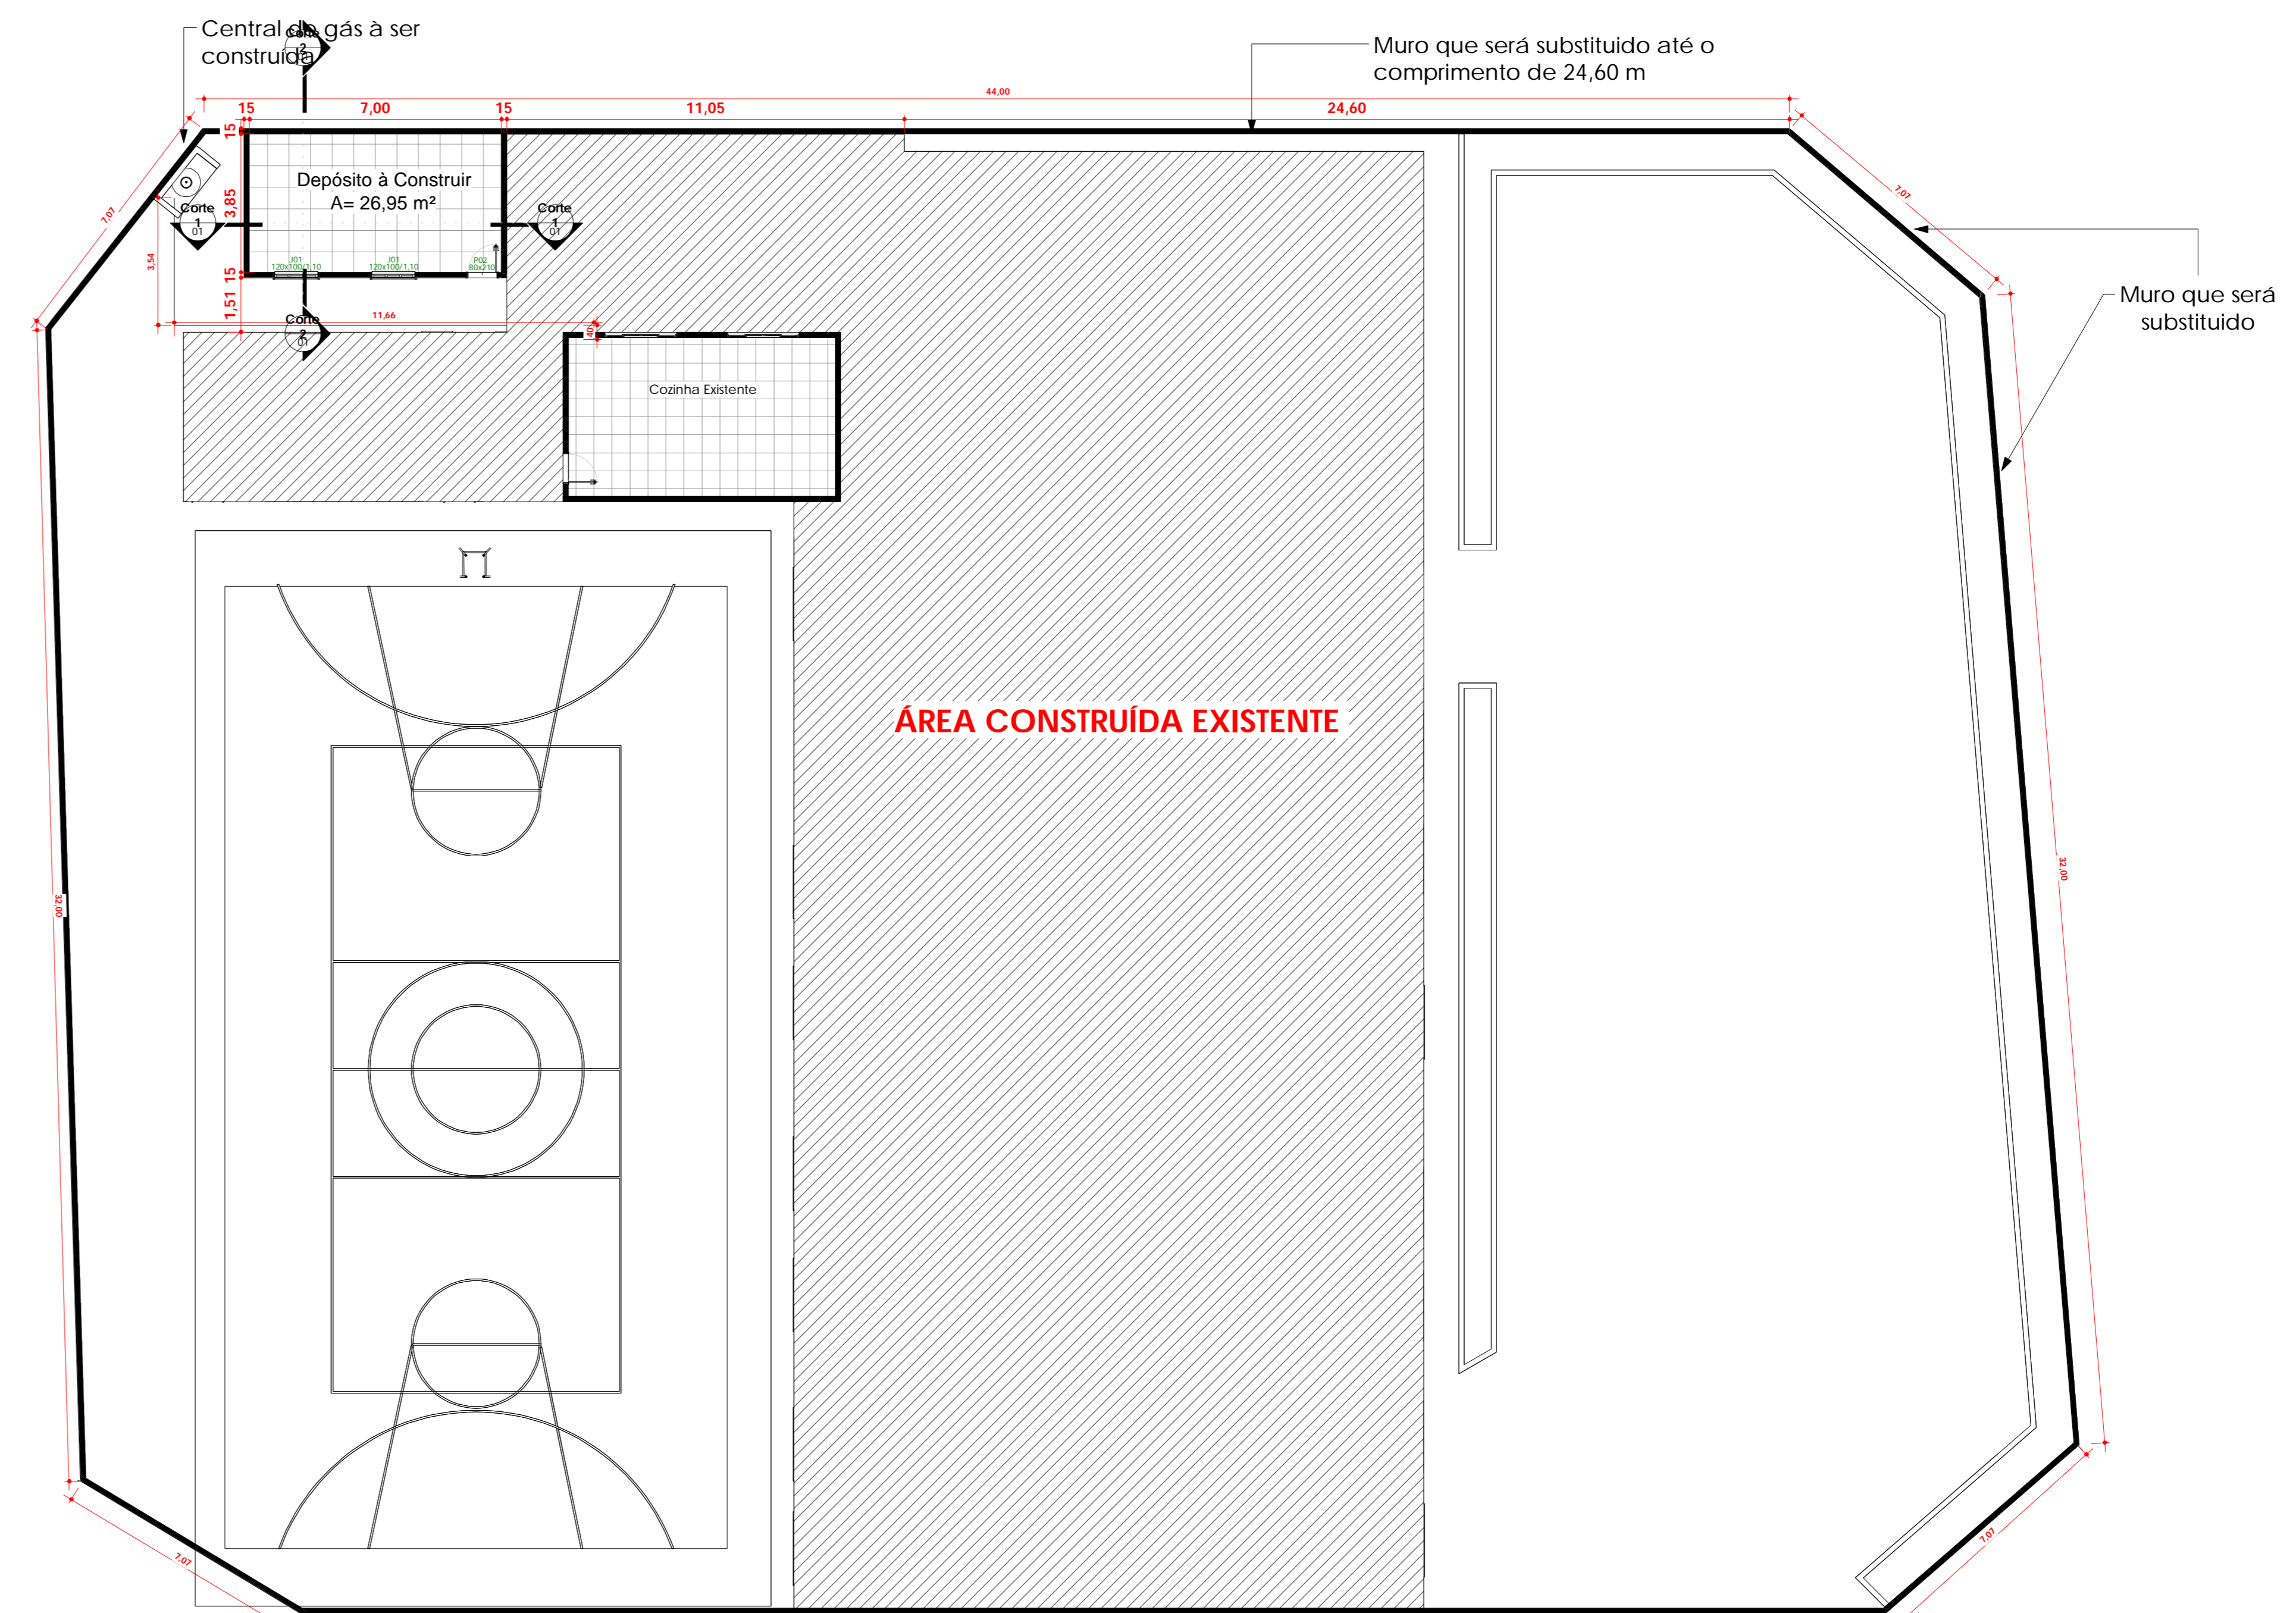 Central de gás à ser
construída
Corte
2
01
Muro que será substituido até o
comprimento de 24,60 m
44,00
15
7,00
15
11,05
24,60
15
3,85
15
1,51
7,07
3,54
Depósito à Construir
A= 26,95 m²
Corte
1
01
Corte
1
01
J01
120x100/1,10
J01
120x100/1,10
P02
80x210
7,07
Muro que será
substituido
11,66
Corte
2
01
40
Cozinha Existente
ÁREA CONSTRUÍDA EXISTENTE
32,00
32,00
7,07
7,07